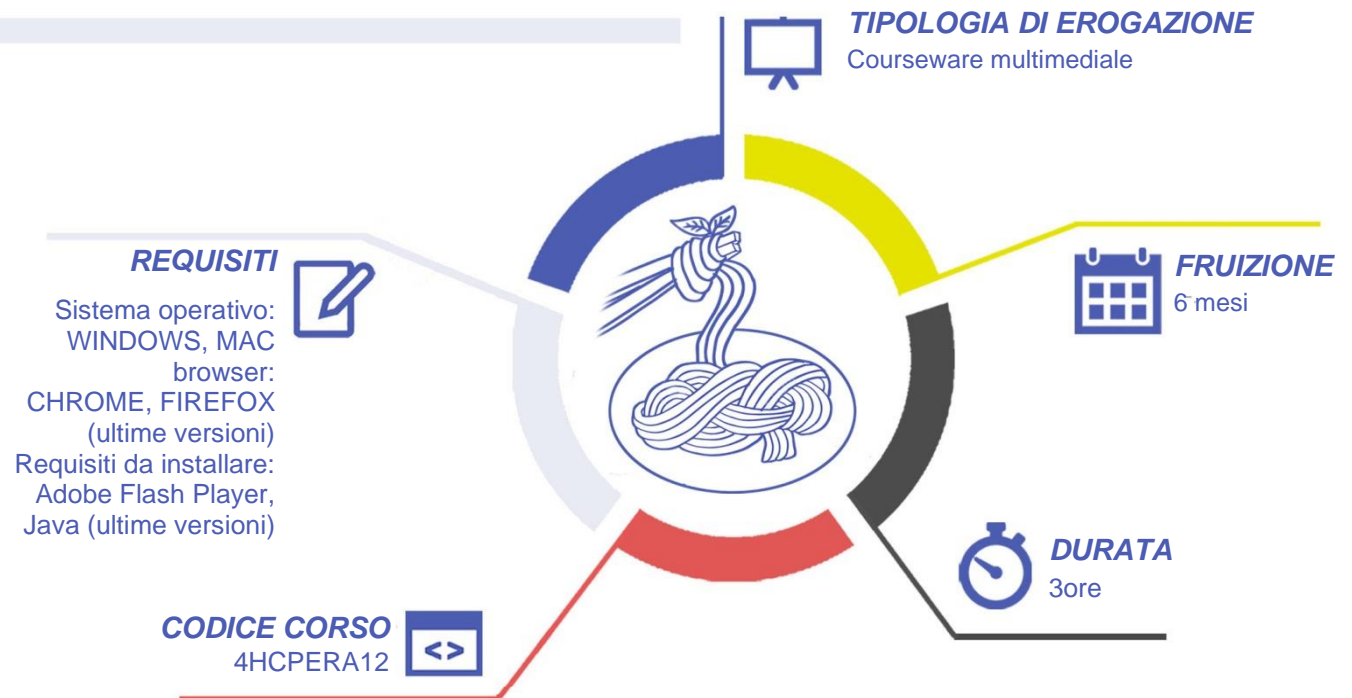 TIPOLOGIA DI EROGAZIONE
Courseware multimediale
REQUISITI
Sistema operativo:
WINDOWS, MAC
browser:
CHROME, FIREFOX
(ultime versioni)
Requisiti da installare:
Adobe Flash Player,
Java (ultime versioni)
FRUIZIONE
6 mesi
DURATA
3ore
CODICE CORSO
4HCPERA12
<>